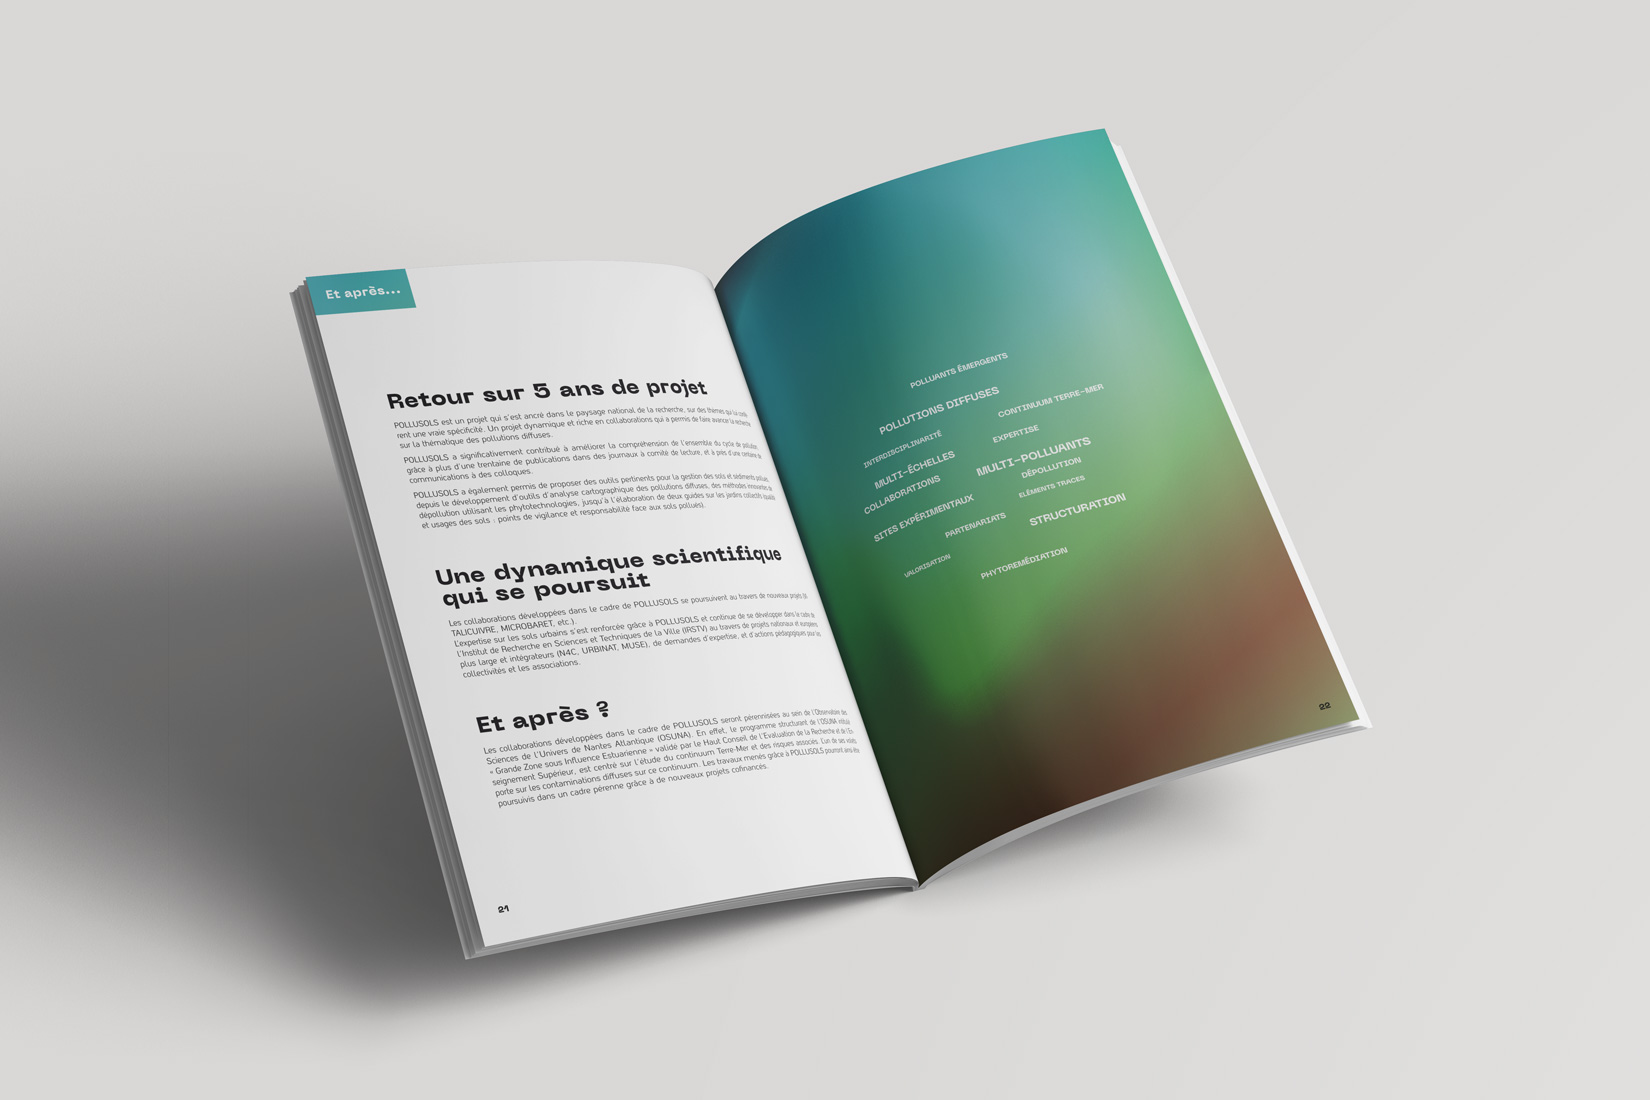 Et après...
Retour sur 5 ans de projet
POLLUSOLS est un projet qui s'est ancré dans le paysage national de la recherche, sur des thèmes qui lui confè-
rent une vraie spécificité. Un projet dynamique et riche en collaborations qui a permis de faire avancer la recherche
sur la thématique des pollutions diffuses.
POLLUSOLS a significativement contribué à améliorer la compréhension de l'ensemble du cycle de polluants,
grâce à plus d'une trentaine de publications dans des journaux à comité de lecture, et à près d'une centaine de
communications à des colloques.
POLLUSOLS a également permis de proposer des outils pertinents pour la gestion des sols et sédiments pollués,
depuis le développement d'outils d'analyse cartographique des pollutions diffuses, des méthodes innovantes de
dépollution utilisant les phytotechnologies, jusqu'à l'élaboration de deux guides sur les jardins collectifs (qualité
et usages des sols : points de vigilance et responsabilité face aux sols pollués).
Une dynamique scientifique
qui se poursuit
Les collaborations développées dans le cadre de POLLUSOLS se poursuivent au travers de nouveaux projets
TALICUIVRE, MICROBARET, etc.).
L'expertise sur les sols urbains s'est renforcée grâce à POLLUSOLS et continue de se développer dans le cadre de
l'Institut de Recherche en Sciences et Techniques de la Ville (IRSTV) au travers de projets nationaux et européens
plus large et intégrateurs (N4C, URBINAT, MUSE), de demandes d'expertise, et d'actions pédagogiques pour les
collectivités et les associations.
Et après ?
Les collaborations développées dans le cadre de POLLUSOLS seront pérennisées au sein de l'Observatoire des
Sciences de l'Univers de Nantes Atlantique (OSUNA). En effet, le programme structurant de l'OSUNA intitulé
« Grande Zone sous Influence Estuarienne » validé par le Haut Conseil de l'Evaluation de la Recherche et de l'En-
seignement Supérieur, est centré sur l'étude du continuum Terre-Mer et des risques associés. L'un de ses volets
porte sur les contaminations diffuses sur ce continuum. Les travaux menés grâce à POLLUSOLS pourront ainsi être
poursuivis dans un cadre pérenne grâce à de nouveaux projets cofinancés.
21
POLLUANTS ÉMERGENTS
POLLUTIONS DIFFUSES
CONTINUUM TERRE-MER
INTERDISCIPLINARITÉ
EXPERTISE
MULTI-ÉCHELLES
MULTI-POLLUANTS
COLLABORATIONS
DÉPOLLUTION
ELÉMENTS TRACES
SITES EXPÉRIMENTAUX
PARTENARIATS
STRUCTURATION
VALORISATION
PHYTOREMÉDIATION
22